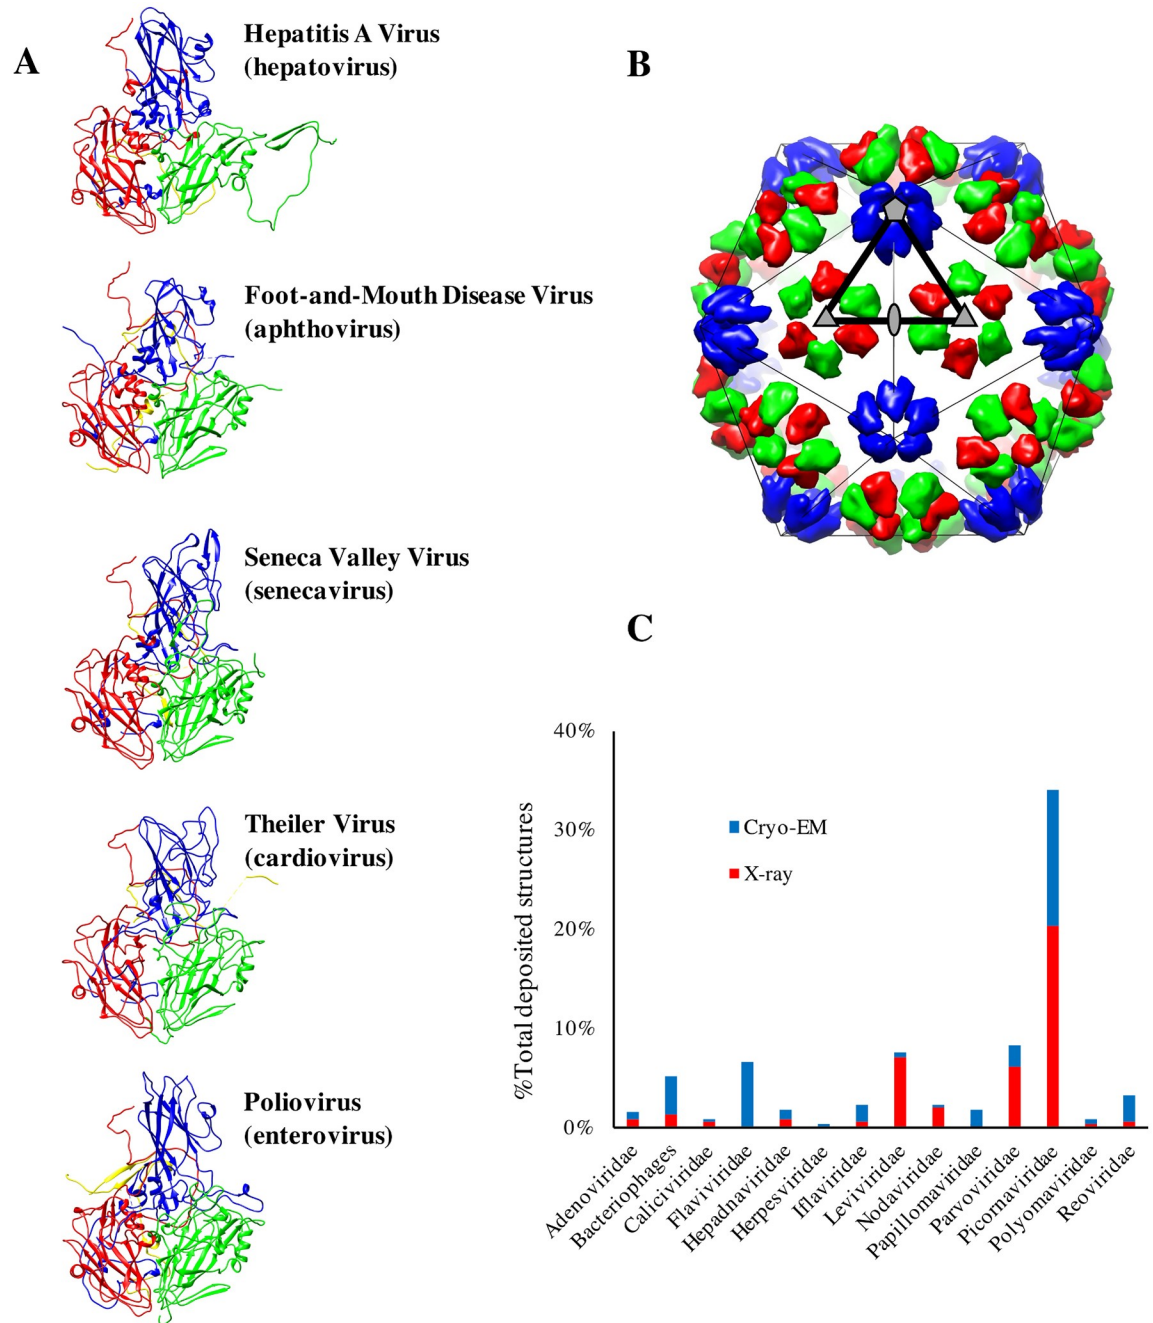 A
Hepatitis A Virus
(hepatovirus)
Foot-and-Mouth Disease Virus
(aphthovirus)
Seneca Valley Virus
(senecavirus)
Theiler Virus
(cardiovirus)
Poliovirus
(enterovirus)
B
C
%Total deposited structures
40%
30%
20%
10%
0%
Cryo-EM
X-ray
Adenoviridae
Bacteriophages
Caliciviridae
Flaviviridae
Hepadnaviridae
Herpesviridae
Iflaviridae
Leviviridae
Nodaviridae
Papillomaviridae
Parvoviridae
Picornaviridae
Polyomaviridae
Reoviridae